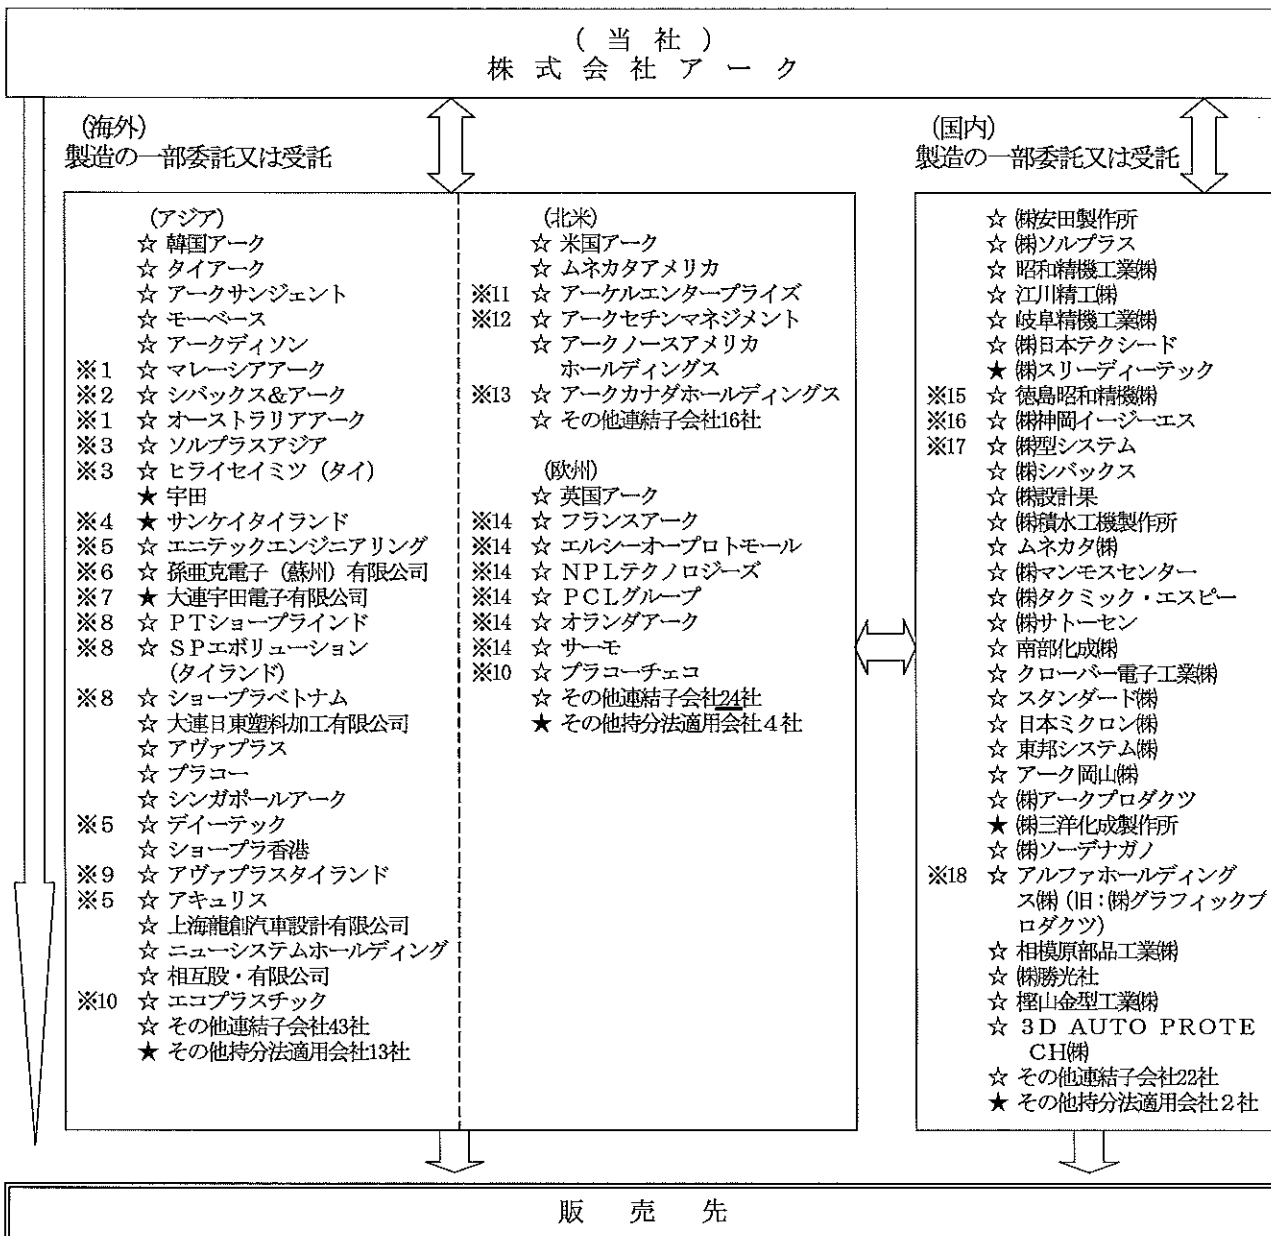 (当社)
株式会社アーク
(海外)
製造の一部委託又は受託
(アジア)
☆ 韓国アーク
☆ タイアーク
☆ アークサンジェント
☆ モーベース
☆ アークディソン
※1 ☆ マレーシアアーク
※2 ☆ シバックス&アーク
※1 ☆ オーストラリアアーク
※3 ☆ ソルプラスアジア
※3 ☆ ヒライセイミツ (タイ)
★ 宇田
※4 ★ サンケイタイランド
※5 ☆ エニテックエンジニアリング
※6 ☆ 孫亜克電子 (蘇州) 有限公司
※7 ★ 大連宇田電子有限公司
※8 ☆ PTショープラインド
※8 ☆ SPエボリューション
(タイランド)
※8 ☆ ショープラベトナム
☆ 大連日東塑料加工有限公司
☆ アヴァプラス
☆ プラコー
☆ シンガポールアーク
※5 ☆ デイーテック
☆ ショープラ香港
※9 ☆ アヴァプラスタイランド
※5 ☆ アキュリス
☆ 上海龍創汽車設計有限公司
☆ ニューシステムホールディング
☆ 相互股・有限公司
※10 ☆ エコプラスチック
☆ その他連結子会社43社
★ その他持分法適用会社13社
(北米)
☆ 米国アーク
☆ ムネカタアメリカ
※11 ☆ アーケルエンタープライズ
※12 ☆ アークセチンマネジメント
☆ アークノースアメリカ
ホールディングス
※13 ☆ アークカナダホールディングス
☆ その他連結子会社16社
(欧州)
☆ 英国アーク
※14 ☆ フランスアーク
※14 ☆ エルシーオープロトモール
※14 ☆ NPLテクノロジーズ
※14 ☆ PCLグループ
※14 ☆ オランダアーク
※14 ☆ サーモ
※10 ☆ プラコーチェコ
☆ その他連結子会社24社
★ その他持分法適用会社4社
(国内)
製造の一部委託又は受託
☆ ㈱安田製作所
☆ ㈱ソルプラス
☆ 昭和精機工業㈱
☆ 江川精工㈱
☆ 岐阜精機工業㈱
☆ ㈱日本テクシード
★ ㈱スリーディーテック
※15 ☆ 徳島昭和精機㈱
※16 ☆ ㈱神岡イージーエス
※17 ☆ ㈱型システム
☆ ㈱シバックス
☆ ㈱設計果
☆ ㈱積水工機製作所
☆ ムネカタ㈱
☆ ㈱マンモスセンター
☆ ㈱タクミック・エスピー
☆ ㈱サトーセン
☆ 南部化成㈱
☆ クローバー電子工業㈱
☆ スタンダード㈱
☆ 日本ミクロン㈱
☆ 東邦システム㈱
☆ アーク岡山㈱
☆ ㈱アークプロダクツ
★ ㈱三洋化成製作所
☆ ㈱ソーデナガノ
※18 ☆ アルファホールディング
ス㈱ (旧:㈱グラフィックプ
ロダクツ)
☆ 相模原部品工業㈱
☆ ㈱勝光社
☆ 樫山金型工業㈱
☆ 3D AUTO PROTE
CH㈱
☆ その他連結子会社22社
★ その他持分法適用会社2社
販売先